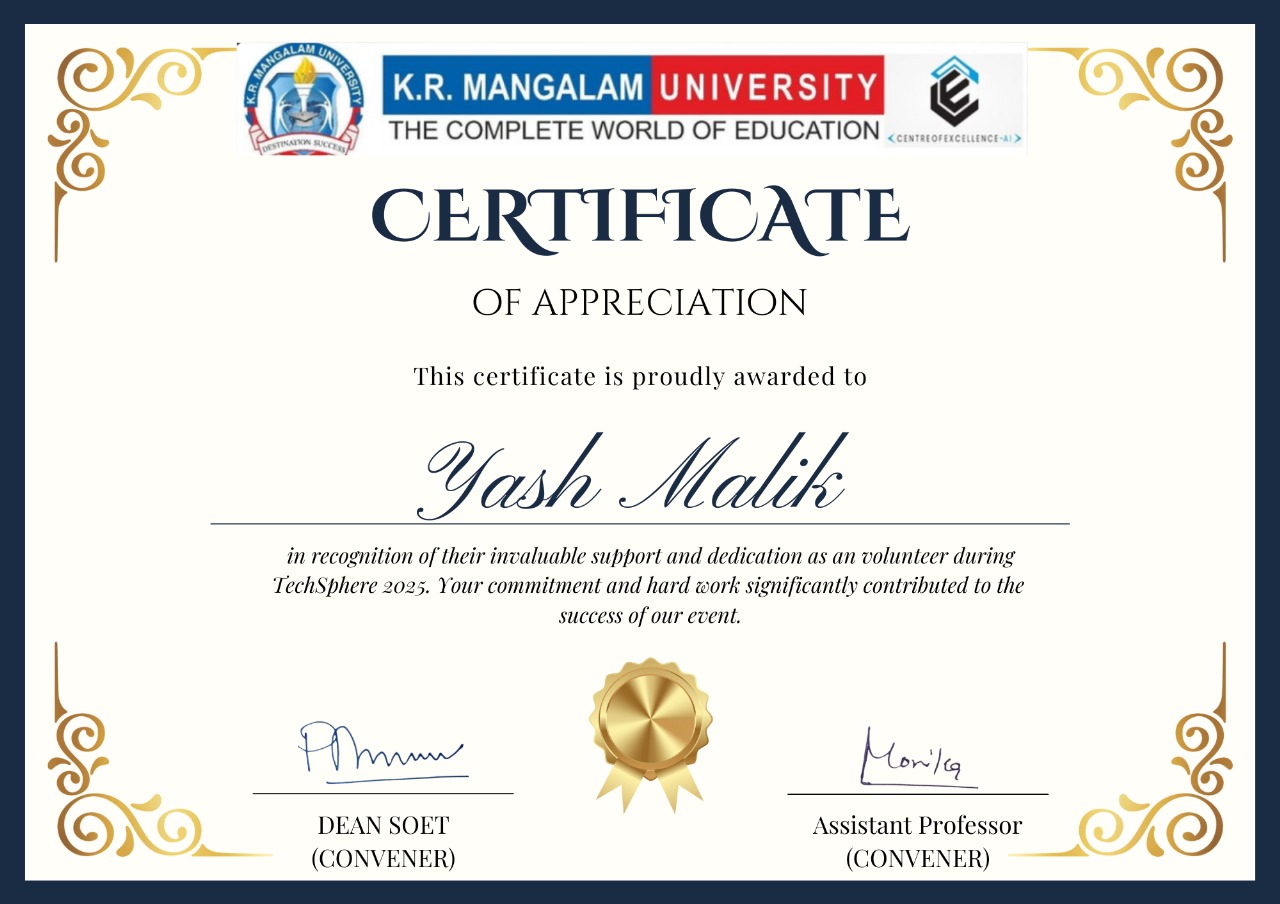 K.R. MANGALAM UNIVERSITY
DESTINATION SUCCESS
K.R. MANGALAM UNIVERSITY
THE COMPLETE WORLD OF EDUCATION
CENTREOFEXCELLENCE-AI
CERTIFICATE
OF APPRECIATION
This certificate is proudly awarded to
Yash Malik
in recognition of their invaluable support and dedication as an volunteer during
TechSphere 2025. Your commitment and hard work significantly contributed to the
success of our event.
Monika
DEAN SOET
(CONVENER)
Assistant Professor
(CONVENER)